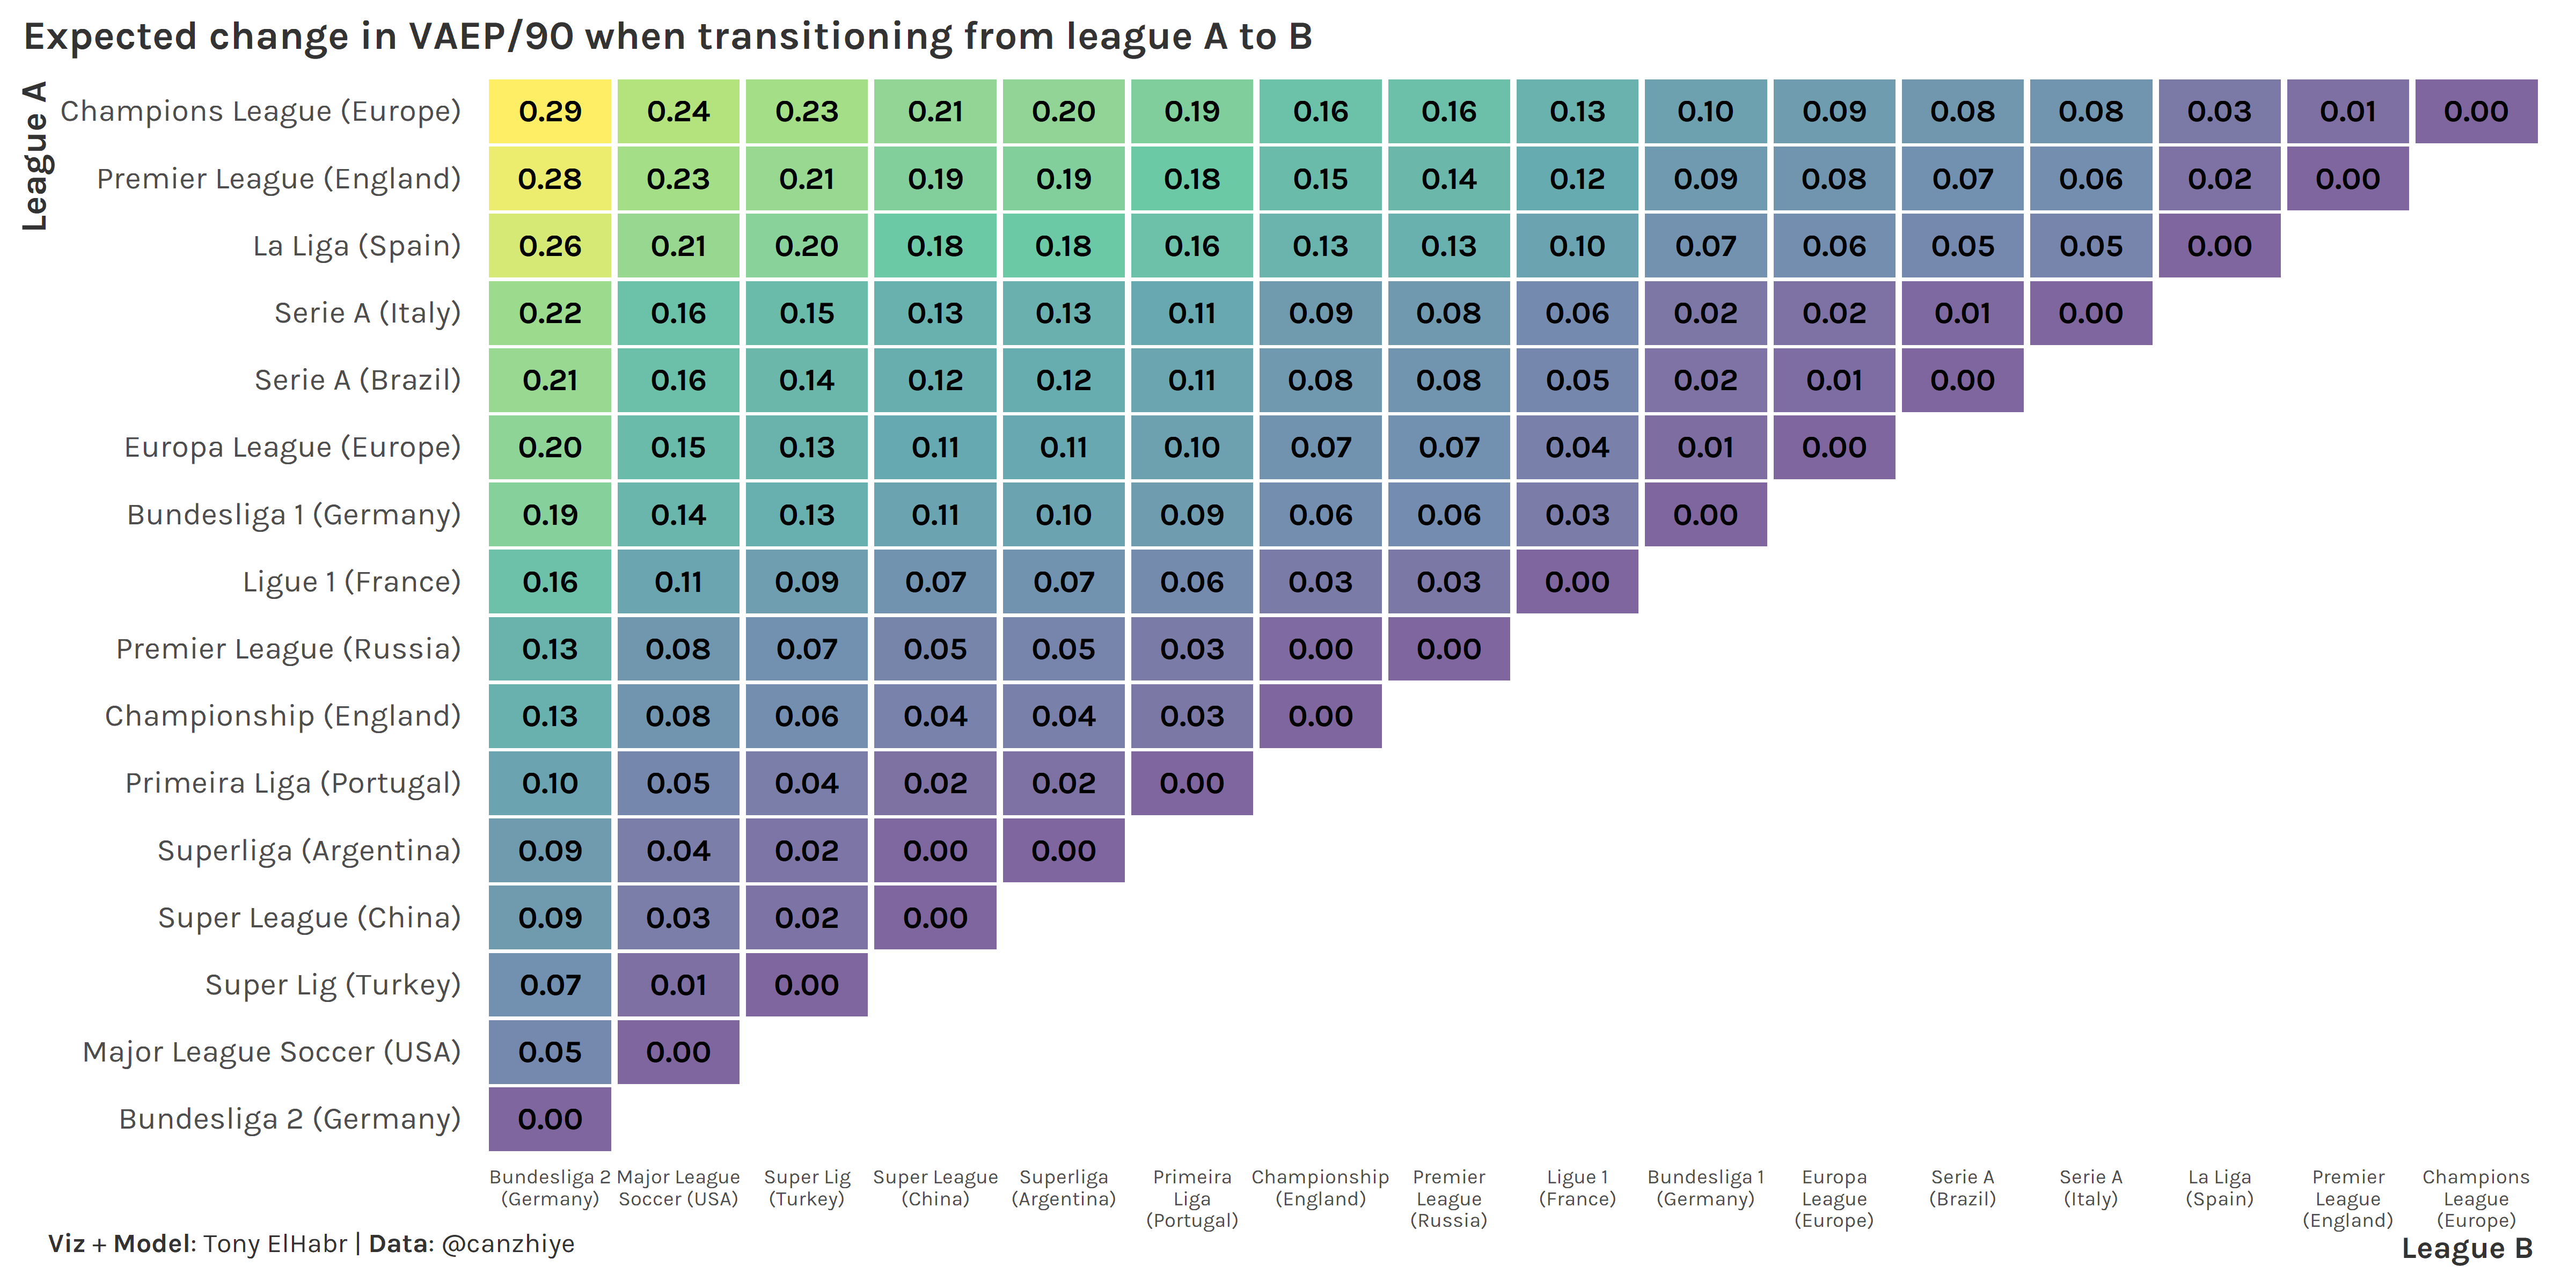 Expected change in VAEP/90 when transitioning from league A to B
League A
Champions League (Europe) 0.29 0.24 0.23 0.21 0.20 0.19 0.16 0.16 0.13 0.10 0.09 0.08 0.08 0.03 0.01 0.00
Premier League (England) 0.28 0.23 0.21 0.19 0.19 0.18 0.15 0.14 0.12 0.09 0.08 0.07 0.06 0.02 0.00
La Liga (Spain) 0.26 0.21 0.20 0.18 0.18 0.16 0.13 0.13 0.10 0.07 0.06 0.05 0.05 0.00
Serie A (Italy) 0.22 0.16 0.15 0.13 0.13 0.11 0.09 0.08 0.06 0.02 0.02 0.01 0.00
Serie A (Brazil) 0.21 0.16 0.14 0.12 0.12 0.11 0.08 0.08 0.05 0.02 0.01 0.00
Europa League (Europe) 0.20 0.15 0.13 0.11 0.11 0.10 0.07 0.07 0.04 0.01 0.00
Bundesliga 1 (Germany) 0.19 0.14 0.13 0.11 0.10 0.09 0.06 0.06 0.03 0.00
Ligue 1 (France) 0.16 0.11 0.09 0.07 0.07 0.06 0.03 0.03 0.00
Premier League (Russia) 0.13 0.08 0.07 0.05 0.05 0.03 0.00 0.00
Championship (England) 0.13 0.08 0.06 0.04 0.04 0.03 0.00
Primeira Liga (Portugal) 0.10 0.05 0.04 0.02 0.02 0.00
Superliga (Argentina) 0.09 0.04 0.02 0.00 0.00
Super League (China) 0.09 0.03 0.02 0.00
Super Lig (Turkey) 0.07 0.01 0.00
Major League Soccer (USA) 0.05 0.00
Bundesliga 2 (Germany) 0.00
Bundesliga 2
(Germany)
Major League
Soccer (USA)
Super Lig
(Turkey)
Super League
(China)
Superliga
(Argentina)
Primeira
Liga
(Portugal)
Championship
(England)
Premier
League
(Russia)
Ligue 1
(France)
Bundesliga 1
(Germany)
Europa
League
(Europe)
Serie A
(Brazil)
Serie A
(Italy)
La Liga
(Spain)
Premier
League
(England)
Champions
League
(Europe)
League B
Viz + Model: Tony ElHabr | Data: @canzhiye